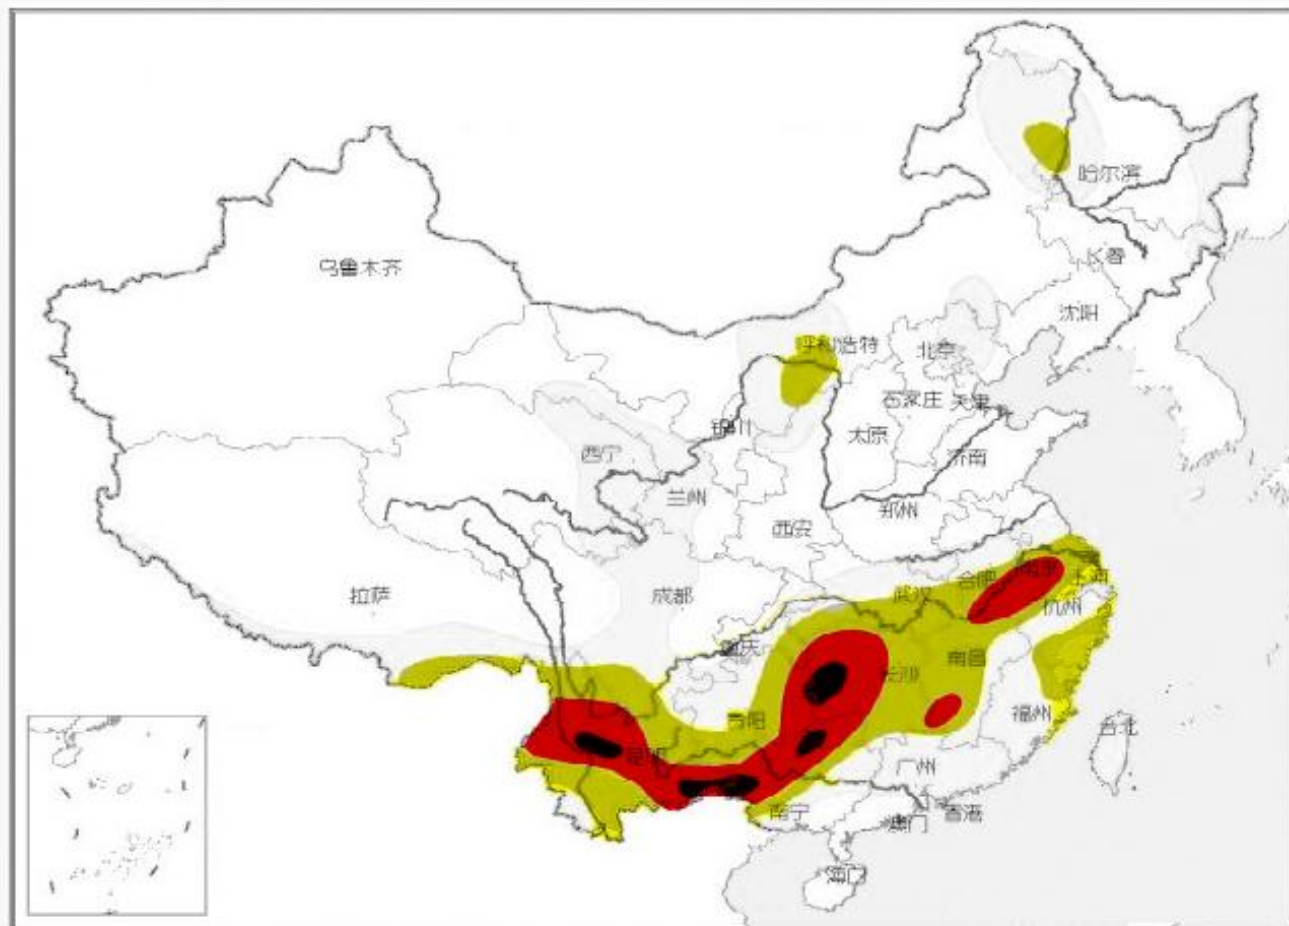 哈尔滨
长春
乌鲁木齐
沈阳
呼和浩特
北京
石家庄
天津
银川
太原
西宁
济南
兰州
郑州
西安
合肥
南京
上海
拉萨
成都
武汉
杭州
重庆
南昌
长沙
贵阳
福州
台北
昆明
广州
南宁
澳门
香港
海口